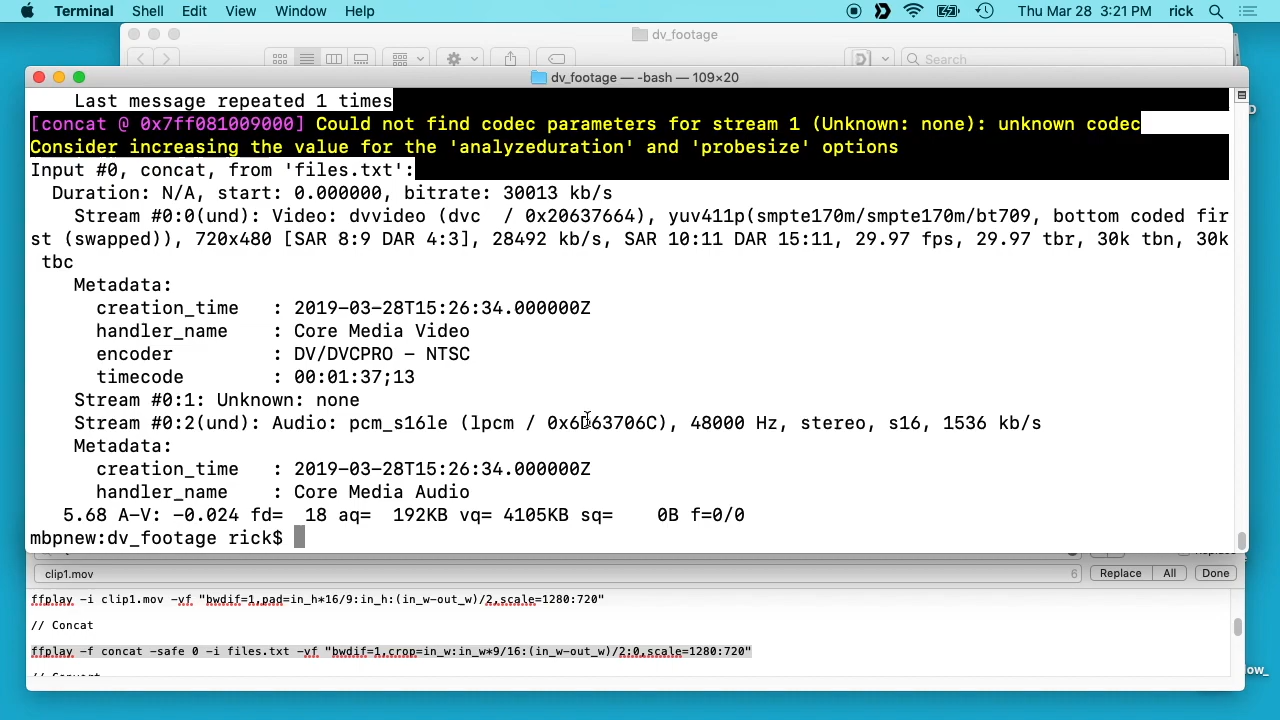 Terminal Shell Edit View Window Help Thu Mar 28 3:21 PM rick
dv_footage
Search
dv_footage — -bash — 109×20
Last message repeated 1 times
[concat @ 0x7ff081009000] Could not find codec parameters for stream 1 (Unknown: none): unknown codec
Consider increasing the value for the 'analyzeduration' and 'probesize' options
Input #0, concat, from 'files.txt':
Duration: N/A, start: 0.000000, bitrate: 30013 kb/s
Stream #0:0(und): Video: dvvideo (dvc  / 0x20637664), yuv411p(smpte170m/smpte170m/bt709, bottom coded fir
st (swapped)), 720x480 [SAR 8:9 DAR 4:3], 28492 kb/s, SAR 10:11 DAR 15:11, 29.97 fps, 29.97 tbr, 30k tbn, 30k
tbc
Metadata:
creation_time   : 2019-03-28T15:26:34.000000Z
handler_name    : Core Media Video
encoder         : DV/DVCPRO - NTSC
timecode        : 00:01:37;13
Stream #0:1: Unknown: none
Stream #0:2(und): Audio: pcm_s16le (lpcm / 0x6D63706C), 48000 Hz, stereo, s16, 1536 kb/s
Metadata:
creation_time   : 2019-03-28T15:26:34.000000Z
handler_name    : Core Media Audio
5.68 A-V: -0.024 fd=  18 aq=  192KB vq= 4105KB sq=    0B f=0/0
mbpnew:dv_footage rick$
clip1.mov 6 Replace All Done
ffplay -i clip1.mov -vf "bwdif=1,pad=in_h*16/9:in_h:(in_w-out_w)/2,scale=1280:720"
// Concat
ffplay -f concat -safe 0 -i files.txt -vf "bwdif=1,crop=in_w:in_w*9/16:(in_w-out_w)/2:0,scale=1280:720"